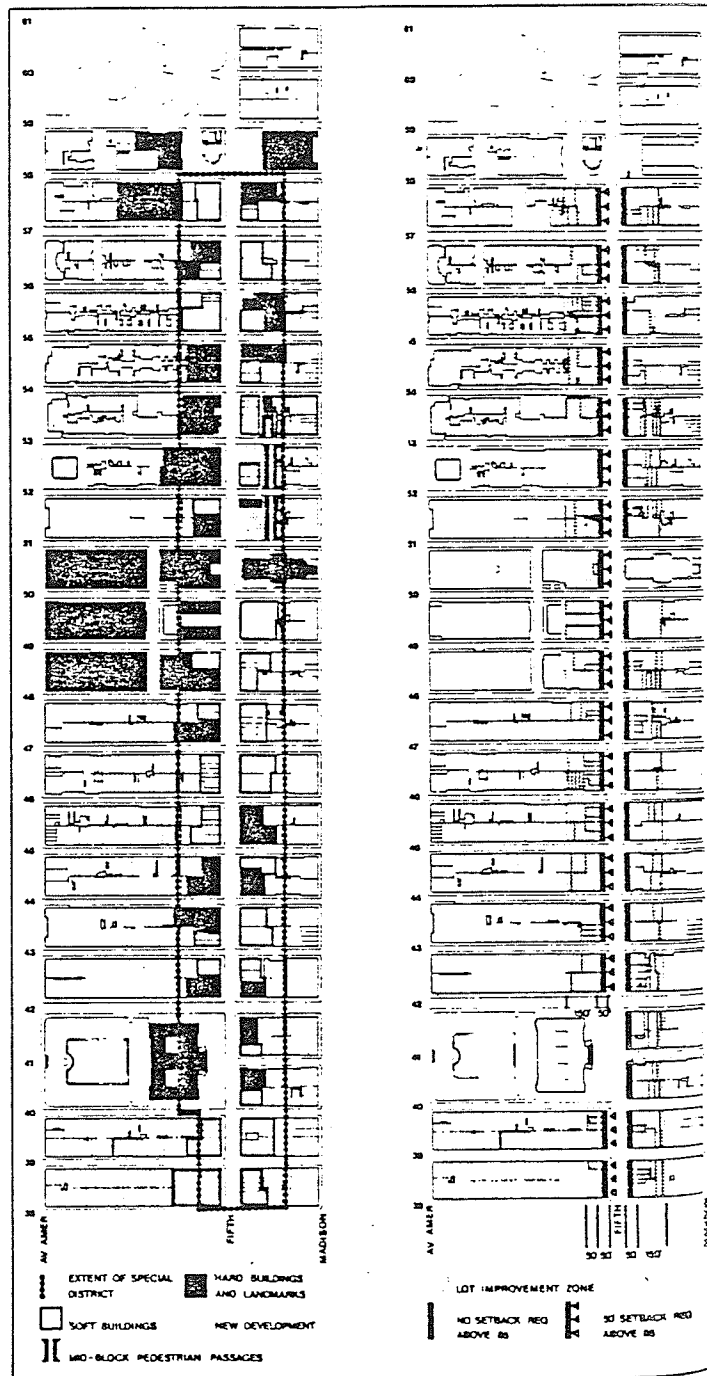 61
60
59
58
57
56
55
54
53
52
51
50
49
48
47
46
45
44
43
42
41
40
39
38
AV AMER
FIFTH
MADISON
EXTENT OF SPECIAL
DISTRICT
HARD BUILDINGS
AND LANDMARKS
SOFT BUILDINGS
NEW DEVELOPMENT
MID-BLOCK PEDESTRIAN PASSAGES
61
60
59
58
57
56
55
54
53
52
51
50
49
48
47
46
45
44
43
42
150' 50'
41
40
39
38
AV AMER
FIFTH
50 50 50 150'
LOT IMPROVEMENT ZONE
NO SETBACK REQ
ABOVE 85
50 SETBACK REQ
ABOVE 85